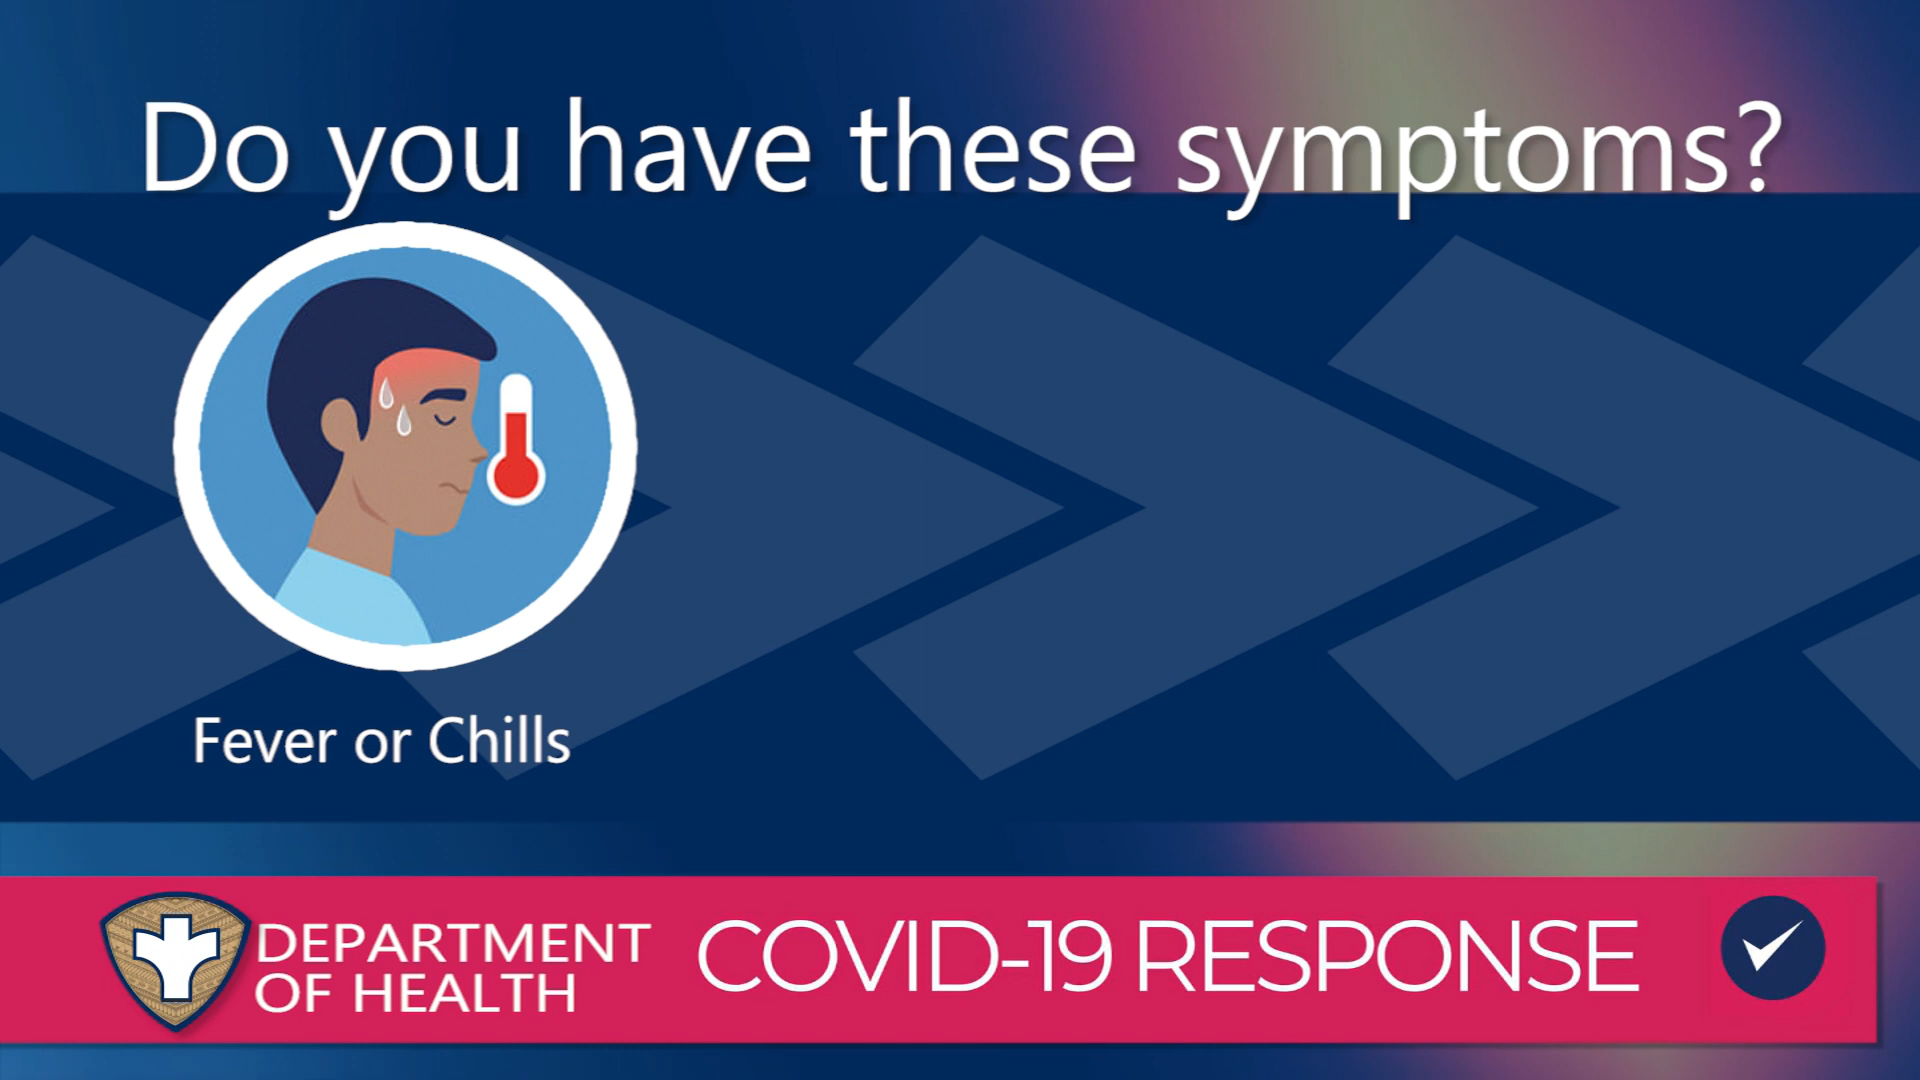 Do you have these symptoms?
Fever or Chills
DEPARTMENT
OF HEALTH
COVID-19 RESPONSE